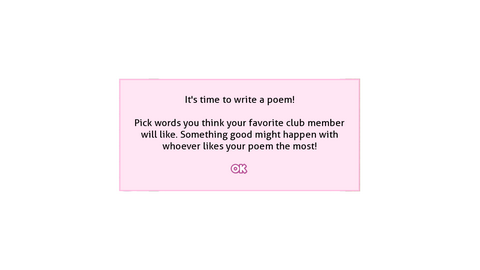 It's time to write a poem!
Pick words you think your favorite club member
will like. Something good might happen with
whoever likes your poem the most!
OK